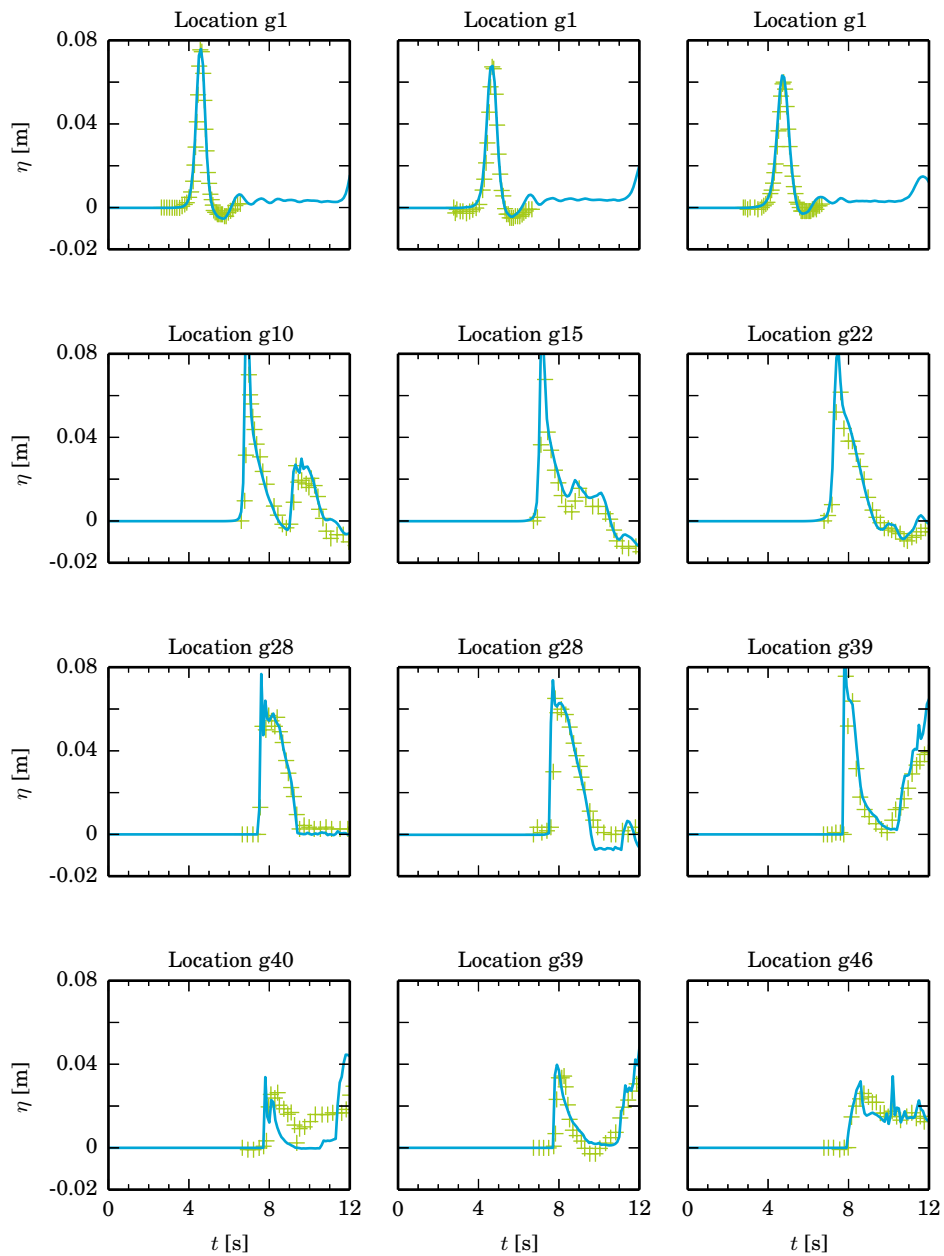 Location g1 Location g1 Location g1
0.08
0.04
0
-0.02
η [m]
Location g10 Location g15 Location g22
0.08
0.04
0
-0.02
η [m]
Location g28 Location g28 Location g39
0.08
0.04
0
-0.02
η [m]
Location g40 Location g39 Location g46
0.08
0.04
0
-0.02
η [m]
0 4 8 12 0 4 8 12 0 4 8 12
t [s] t [s] t [s]